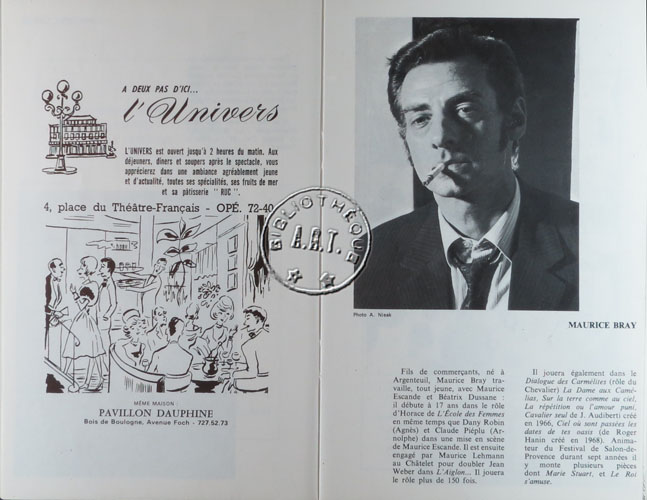 A DEUX PAS D'ICI...
l'Univers
L'UNIVERS est ouvert jusqu'à 2 heures du matin. Aux
déjeuners, dîners et soupers après le spectacle, vous
apprécierez dans une ambiance agréablement jeune
et d'actualité, toutes ses spécialités, ses fruits de mer
et sa pâtisserie " RUC ".
4, place du Théâtre-Français - OPÉ. 72-40
MÊME MAISON :
PAVILLON DAUPHINE
Bois de Boulogne, Avenue Foch - 727.52.73
BIBLIOTHÈQUE
A.R.T.
Photo A. Nisak
MAURICE BRAY
Fils de commerçants, né à
Argenteuil, Maurice Bray tra-
vaille, tout jeune, avec Maurice
Escande et Béatrix Dussane :
il débute à 17 ans dans le rôle
d'Horace de L'École des Femmes
en même temps que Dany Robin
(Agnès) et Claude Piéplu (Ar-
nolphe) dans une mise en scène
de Maurice Escande. Il est ensuite
engagé par Maurice Lehmann
au Châtelet pour doubler Jean
Weber dans L'Aiglon... Il jouera
le rôle plus de 150 fois.
Il jouera également dans le
Dialogue des Carmélites (rôle du
Chevalier) La Dame aux Camé-
lias, Sur la terre comme au ciel,
La répétition ou l'amour puni,
Cavalier seul de J. Audiberti créé
en 1966, Ciel où sont passées les
dates de tes oasis (de Roger
Hanin créé en 1968). Anima-
teur du Festival de Salon-de-
Provence durant sept années il
y monte plusieurs pièces
dont Marie Stuart, et Le Roi
s'amuse.